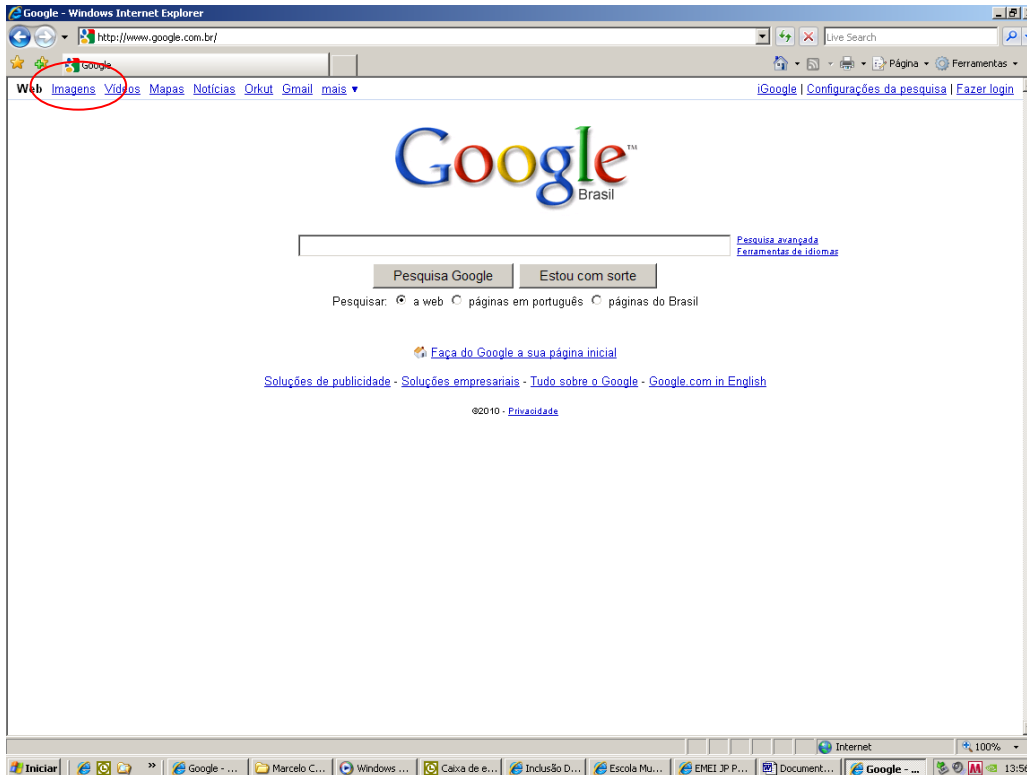 Google - Windows Internet Explorer
http://www.google.com.br/
Live Search
Google
Página
Ferramentas
Web Imagens Vídeos Mapas Notícias Orkut Gmail mais ▼
iGoogle | Configurações da pesquisa | Fazer login
Google™
Brasil
Pesquisa avançada
Ferramentas de idiomas
Pesquisa Google
Estou com sorte
Pesquisar: a web páginas em português páginas do Brasil
Faça do Google a sua página inicial
Soluções de publicidade - Soluções empresariais - Tudo sobre o Google - Google.com in English
©2010 - Privacidade
Internet
100%
Iniciar
»
Google - ...
Marcelo C...
Windows ...
Caixa de e...
Inclusão D...
Escola Mu...
EMEI JP P...
Document...
Google - ...
M